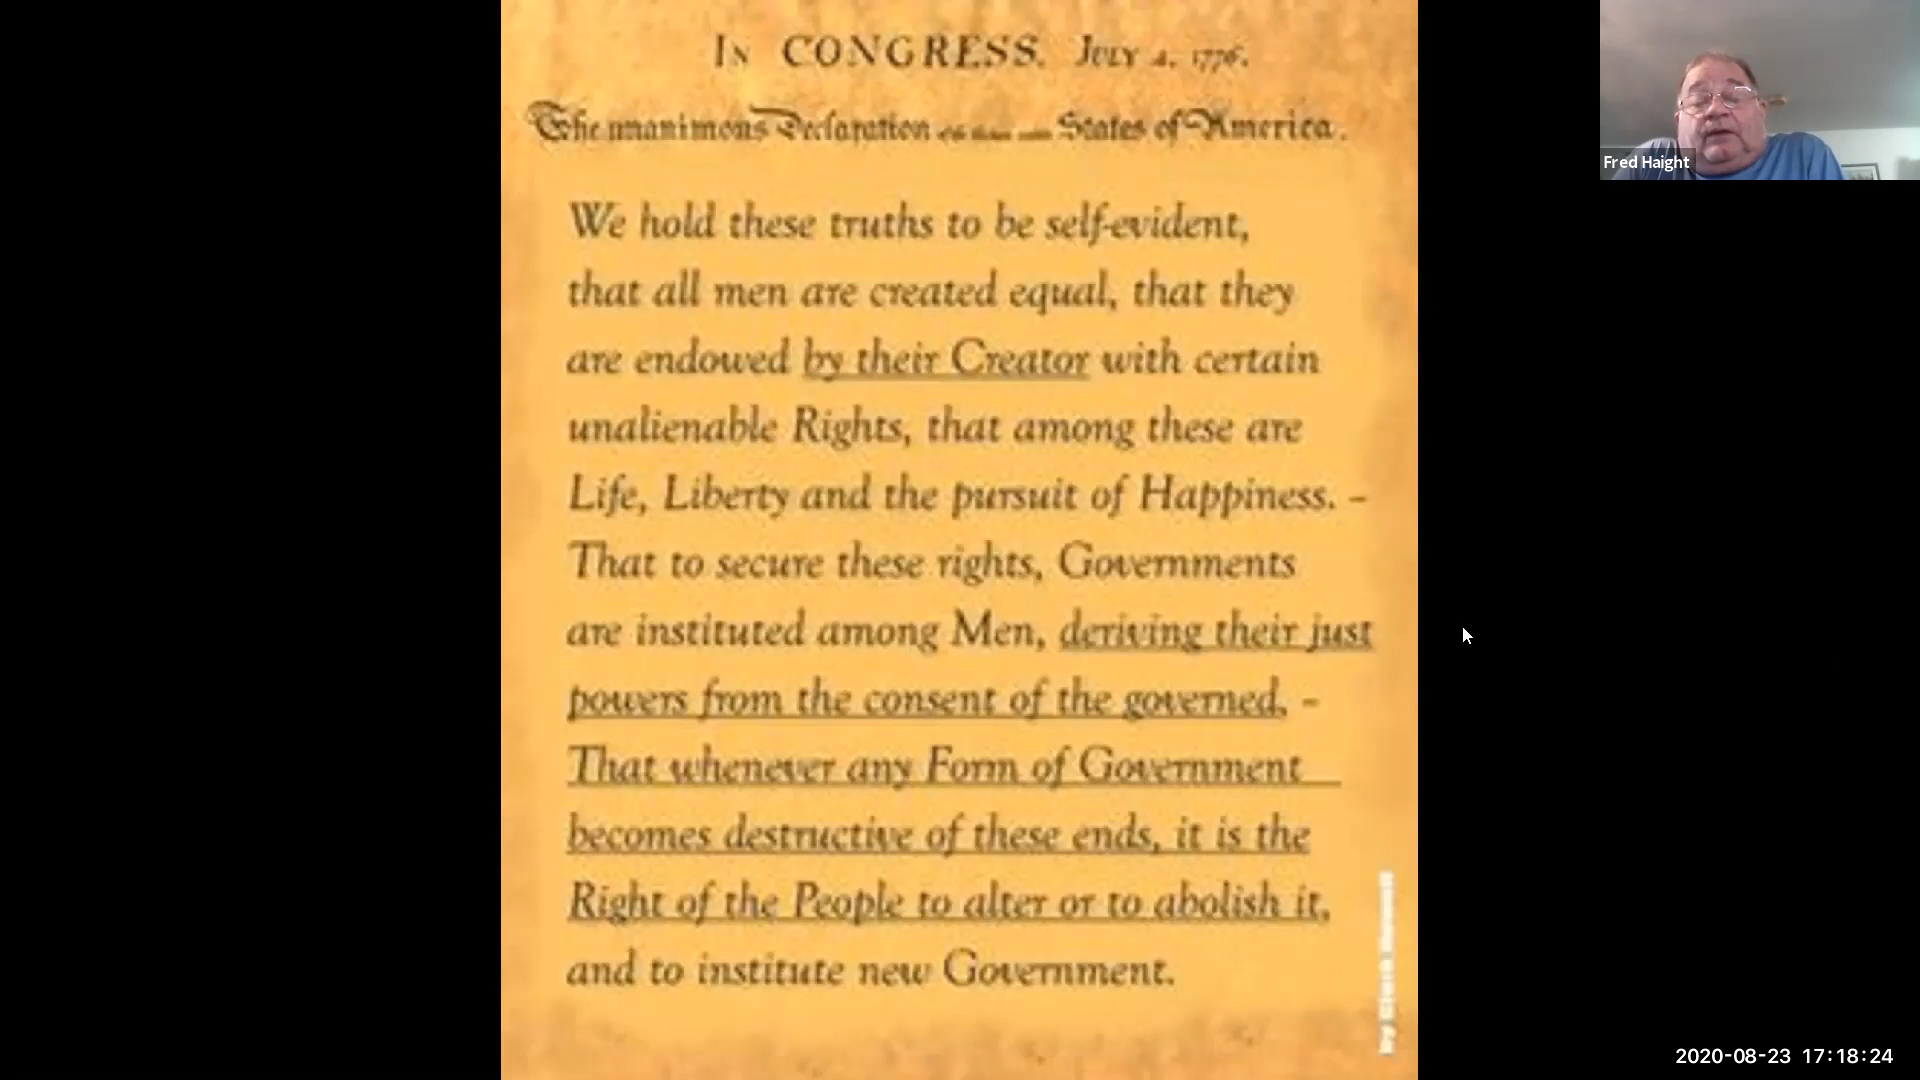 In CONGRESS. July 4, 1776.
The unanimous Declaration States of America.
We hold these truths to be self-evident,
that all men are created equal, that they
are endowed by their Creator with certain
unalienable Rights, that among these are
Life, Liberty and the pursuit of Happiness. –
That to secure these rights, Governments
are instituted among Men, deriving their just
powers from the consent of the governed, –
That whenever any Form of Government
becomes destructive of these ends, it is the
Right of the People to alter or to abolish it,
and to institute new Government.
by
Fred Haight
2020-08-23 17:18:24